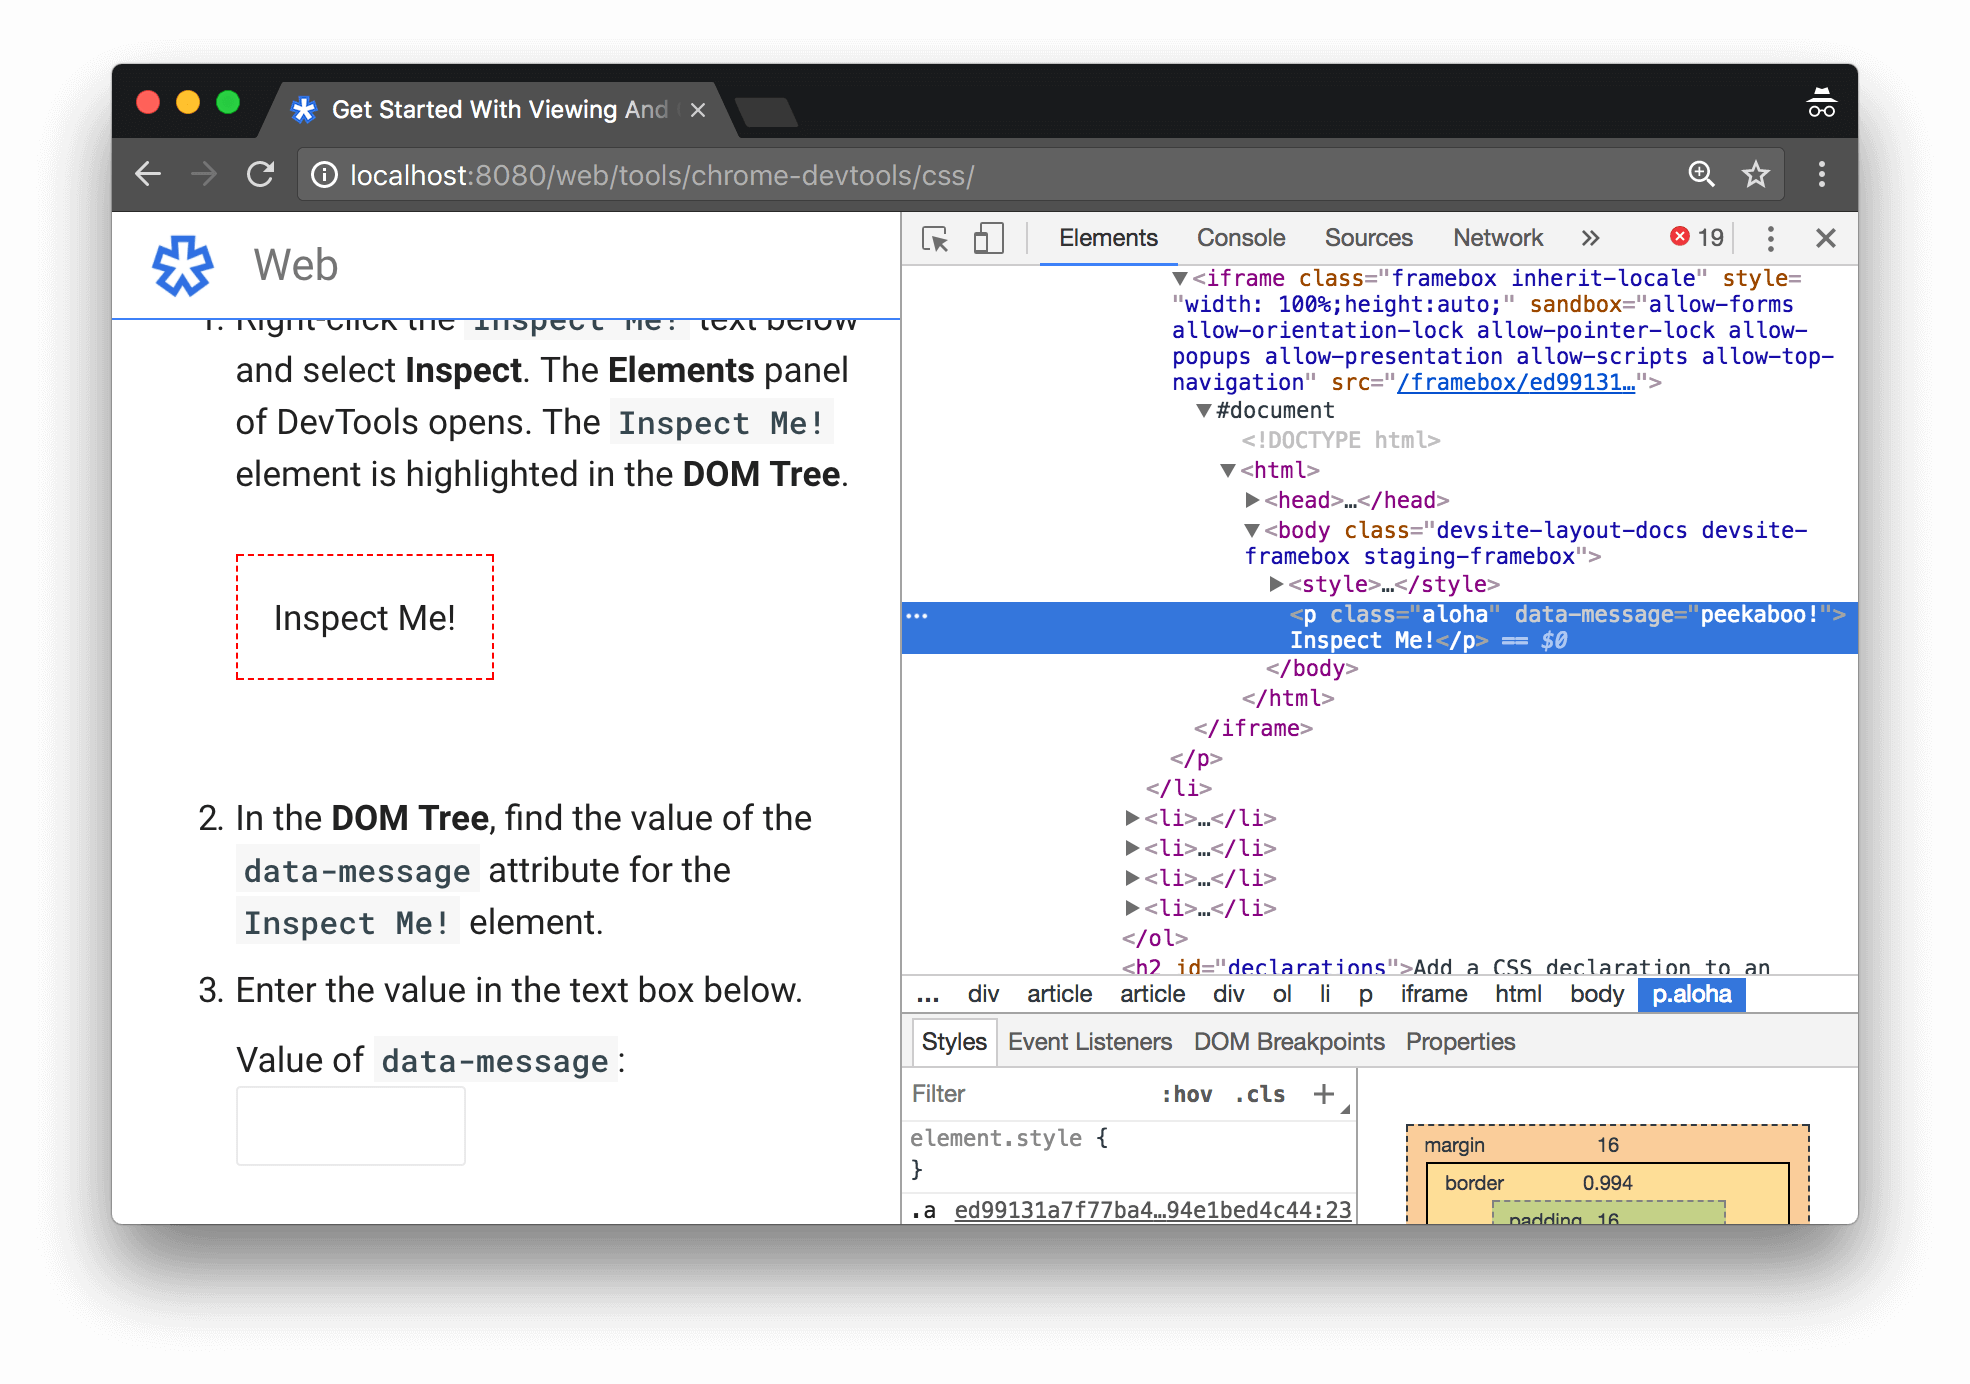 Get Started With Viewing And
localhost:8080/web/tools/chrome-devtools/css/
Web
1. Right-click the Inspect Me! text below
and select Inspect. The Elements panel
of DevTools opens. The Inspect Me!
element is highlighted in the DOM Tree.
Inspect Me!
2. In the DOM Tree, find the value of the
data-message attribute for the
Inspect Me! element.
3. Enter the value in the text box below.
Value of data-message:
Elements Console Sources Network » 19
<iframe class="framebox inherit-locale" style=
"width: 100%;height:auto;" sandbox="allow-forms
allow-orientation-lock allow-pointer-lock allow-
popups allow-presentation allow-scripts allow-top-
navigation" src="/framebox/ed99131…">
#document
<!DOCTYPE html>
<html>
<head>…</head>
<body class="devsite-layout-docs devsite-
framebox staging-framebox">
<style>…</style>
… <p class="aloha" data-message="peekaboo!">
Inspect Me!</p> == $0
</body>
</html>
</iframe>
</p>
</li>
<li>…</li>
<li>…</li>
<li>…</li>
<li>…</li>
</ol>
<h2 id="declarations">Add a CSS declaration to an
... div article article div ol li p iframe html body p.aloha
Styles Event Listeners DOM Breakpoints Properties
Filter :hov .cls +
element.style {
}
.a ed99131a7f77ba4…94e1bed4c44:23
margin 16
border 0.994
padding 16